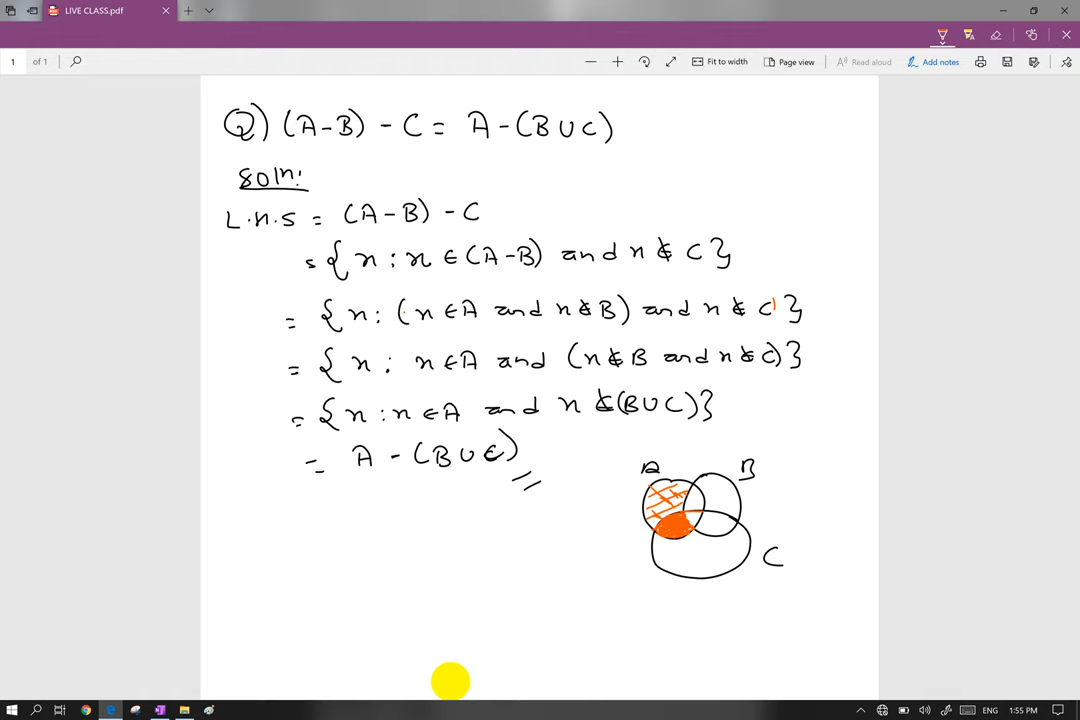 LIVE CLASS.pdf
1 of 1
Fit to width
Page view
Read aloud
Add notes
Q) (A-B) - C = A - (B ∪ C)
Soln:
L.H.S = (A-B) - C
= { x : x ∈ (A-B) and x ∉ C }
= { x : (x ∈ A and x ∉ B) and x ∉ C }
= { x : x ∈ A and (x ∉ B and x ∉ C) }
= { x : x ∈ A and x ∉ (B ∪ C) }
= A - (B ∪ C)
A B
C
ENG 1:55 PM